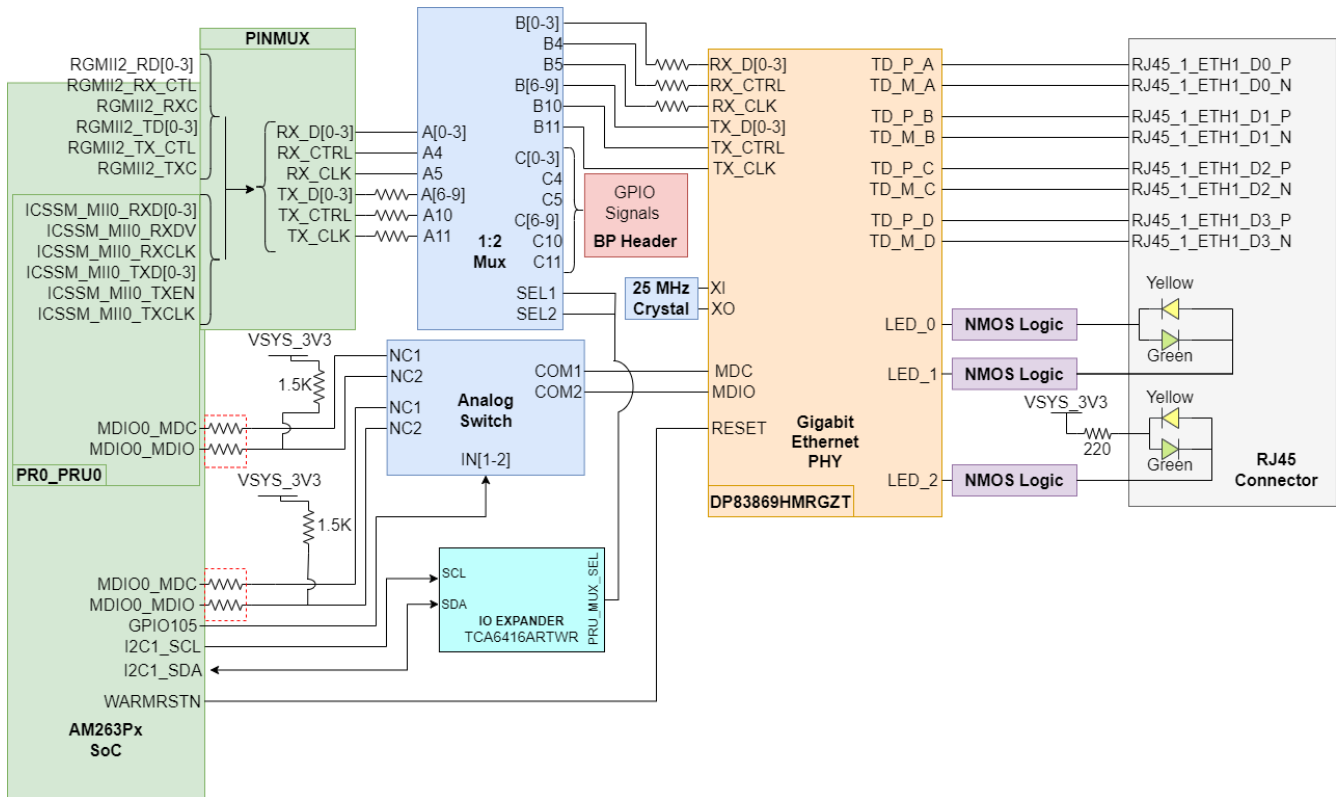 PINMUX
RGMII2_RD[0-3]
RGMII2_RX_CTL
RGMII2_RXC
RGMII2_TD[0-3]
RGMII2_TX_CTL
RGMII2_TXC
ICSSM_MII0_RXD[0-3]
ICSSM_MII0_RXDV
ICSSM_MII0_RXCLK
ICSSM_MII0_TXD[0-3]
ICSSM_MII0_TXEN
ICSSM_MII0_TXCLK
RX_D[0-3]
RX_CTRL
RX_CLK
TX_D[0-3]
TX_CTRL
TX_CLK
MDIO0_MDC
MDIO0_MDIO
PR0_PRU0
VSYS_3V3
1.5K
VSYS_3V3
1.5K
MDIO0_MDC
MDIO0_MDIO
GPIO105
I2C1_SCL
I2C1_SDA
WARMRSTN
AM263Px
SoC
A[0-3]
A4
A5
A[6-9]
A10
A11
1:2
Mux
B[0-3]
B4
B5
B[6-9]
B10
B11
C[0-3]
C4
C5
C[6-9]
C10
C11
SEL1
SEL2
GPIO
Signals
BP Header
NC1
NC2
NC1
NC2
Analog
Switch
COM1
COM2
IN[1-2]
SCL
SDA
IO EXPANDER
TCA6416ARTWR
PRU_MUX_SEL
25 MHz
Crystal
RX_D[0-3]
RX_CTRL
RX_CLK
TX_D[0-3]
TX_CTRL
TX_CLK
XI
XO
MDC
MDIO
RESET
TD_P_A
TD_M_A
TD_P_B
TD_M_B
TD_P_C
TD_M_C
TD_P_D
TD_M_D
LED_0
LED_1
LED_2
Gigabit
Ethernet
PHY
DP83869HMRGZT
NMOS Logic
NMOS Logic
NMOS Logic
VSYS_3V3
220
RJ45_1_ETH1_D0_P
RJ45_1_ETH1_D0_N
RJ45_1_ETH1_D1_P
RJ45_1_ETH1_D1_N
RJ45_1_ETH1_D2_P
RJ45_1_ETH1_D2_N
RJ45_1_ETH1_D3_P
RJ45_1_ETH1_D3_N
Yellow
Green
Yellow
Green
RJ45
Connector